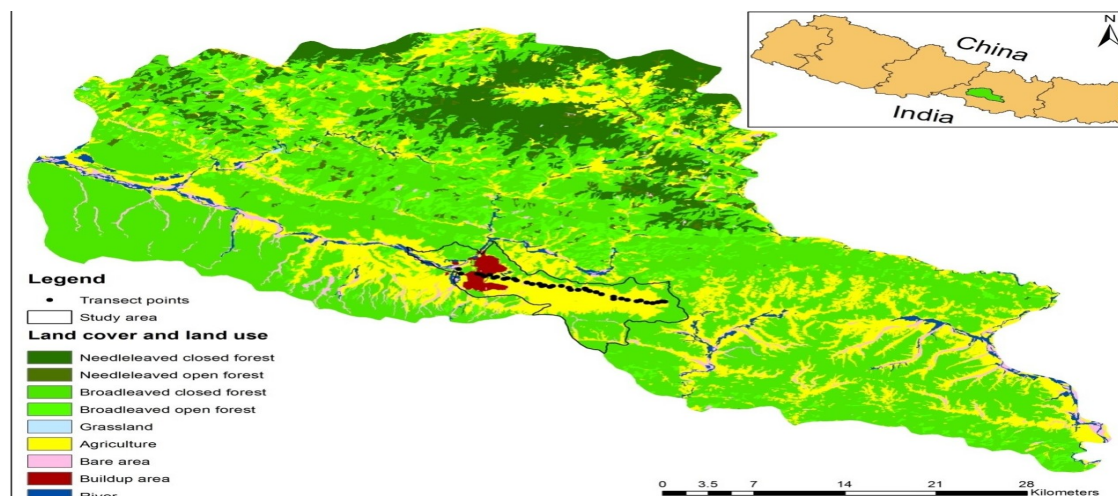 N
China
India
Legend
Transect points
Study area
Land cover and land use
Needleleaved closed forest
Needleleaved open forest
Broadleaved closed forest
Broadleaved open forest
Grassland
Agriculture
Bare area
Buildup area
River
0 3.5 7 14 21 28
Kilometers